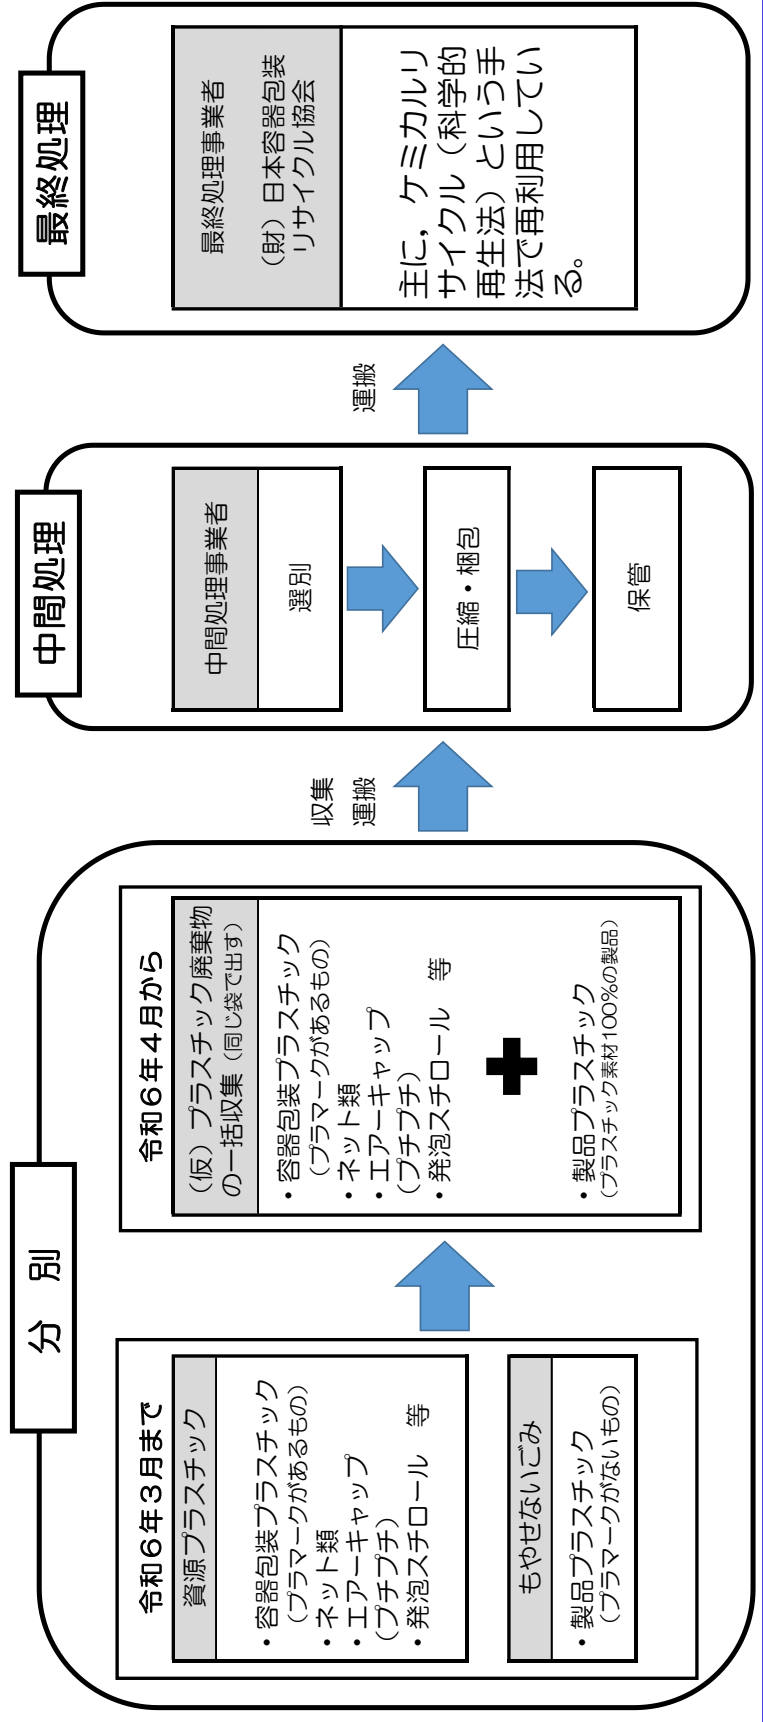 分　別
令和６年３月まで
資源プラスチック
・容器包装プラスチック
（プラマークがあるもの）
・ネット類
・エアーキャップ
（プチプチ）
・発泡スチロール　等
もやせないごみ
・製品プラスチック
（プラマークがないもの）
令和６年４月から
（仮）プラスチック廃棄物
の一括収集（同じ袋で出す）
・容器包装プラスチック
（プラマークがあるもの）
・ネット類
・エアーキャップ
（プチプチ）
・発泡スチロール　等
・製品プラスチック
（プラスチック素材100%の製品）
収集
運搬
中間処理
中間処理事業者
選別
圧縮・梱包
保管
運搬
最終処理
最終処理事業者
（財）日本容器包装
リサイクル協会
主に，ケミカルリ
サイクル（科学的
再生法）という手
法で再利用してい
る。